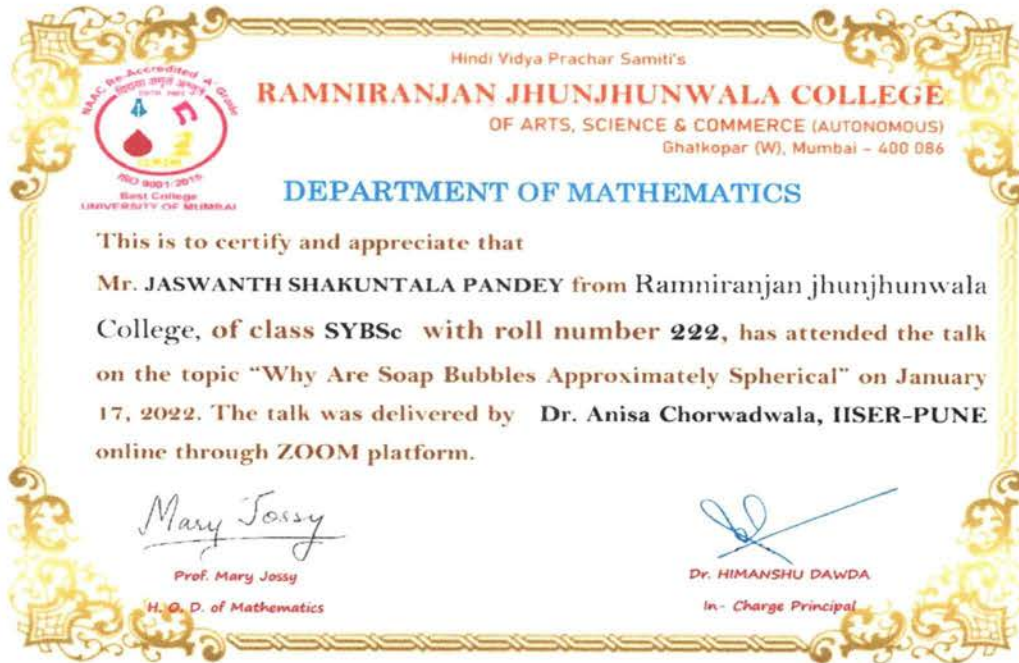 Hindi Vidya Prachar Samiti's
RAMNIRANJAN JHUNJHUNWALA COLLEGE
OF ARTS, SCIENCE & COMMERCE (AUTONOMOUS)
Ghatkopar (W), Mumbai – 400 086
NAAC Re-Accredited 'A' Grade
ISO 9001:2015
Best College
UNIVERSITY OF MUMBAI
DEPARTMENT OF MATHEMATICS
This is to certify and appreciate that
Mr. JASWANTH SHAKUNTALA PANDEY from Ramniranjan jhunjhunwala
College, of class SYBSc with roll number 222, has attended the talk
on the topic “Why Are Soap Bubbles Approximately Spherical” on January
17, 2022. The talk was delivered by Dr. Anisa Chorwadwala, IISER-PUNE
online through ZOOM platform.
Mary Jossy
Prof. Mary Jossy
H. O. D. of Mathematics
Dr. HIMANSHU DAWDA
In- Charge Principal